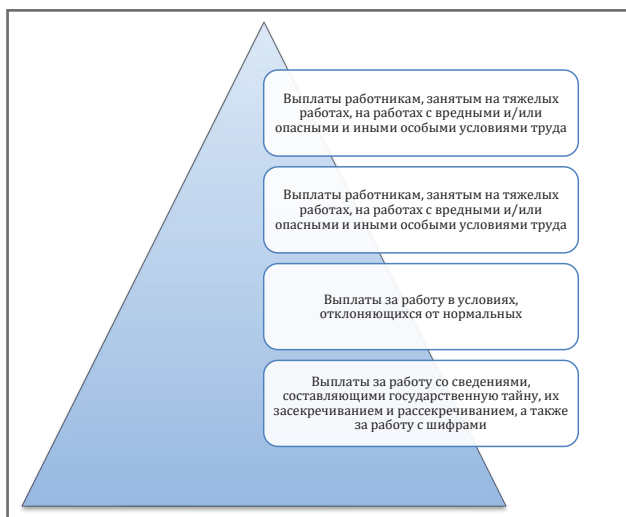 Выплаты работникам, занятым на тяжелых
работах, на работах с вредными и/или
опасными и иными особыми условиями труда
Выплаты работникам, занятым на тяжелых
работах, на работах с вредными и/или
опасными и иными особыми условиями труда
Выплаты за работу в условиях,
отклоняющихся от нормальных
Выплаты за работу со сведениями,
составляющими государственную тайну, их
засекречиванием и рассекречиванием, а также
за работу с шифрами